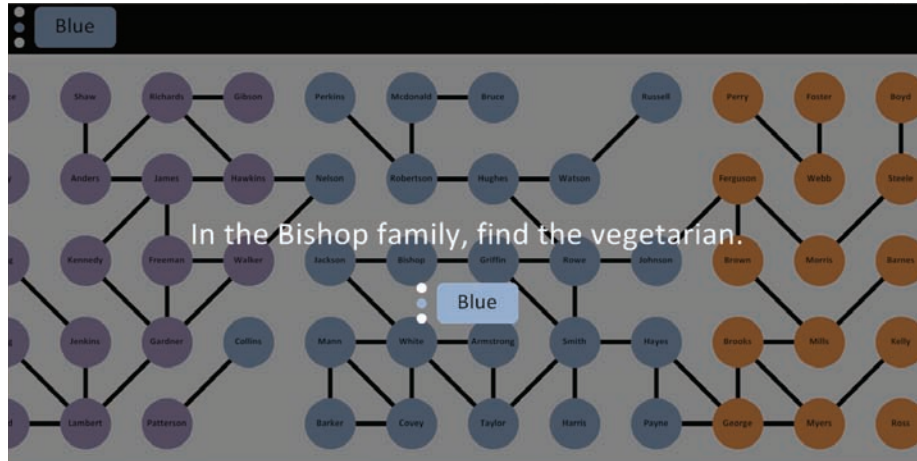 Blue
Shaw Richards Gibson Perkins Mcdonald Bruce Russell Perry Foster Boyd
Anders James Hawkins Nelson Robertson Hughes Watson Ferguson Webb Steele
In the Bishop family, find the vegetarian.
Kennedy Freeman Walker Jackson Bishop Griffin Rowe Johnson Brown Morris Barnes
Blue
Jenkins Gardner Collins Mann White Armstrong Smith Hayes Brooks Mills Kelly
Lambert Patterson Barker Covey Taylor Harris Payne George Myers Ross